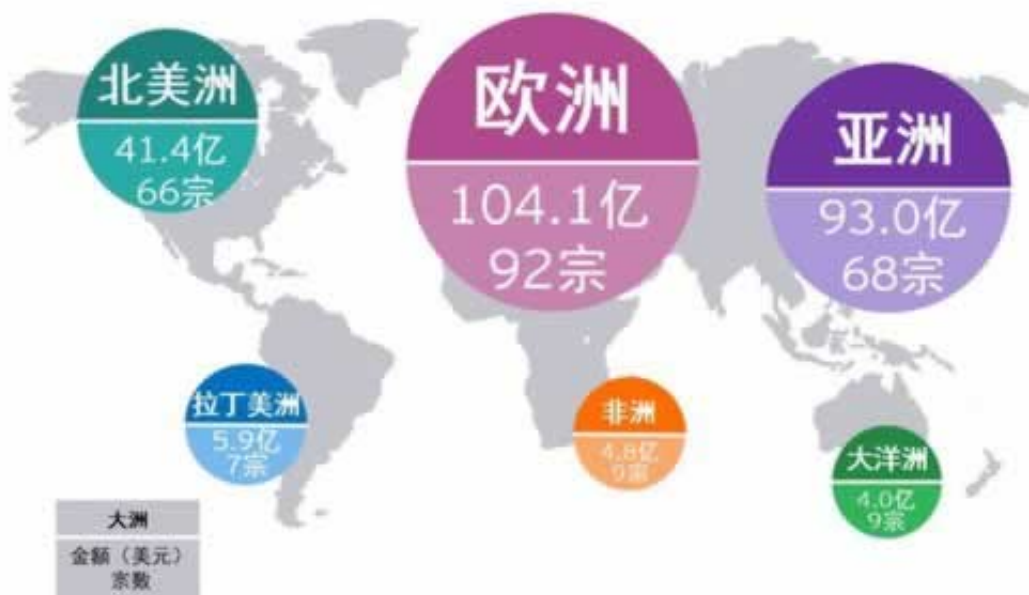 北美洲
41.4亿
66宗
欧洲
104.1亿
92宗
亚洲
93.0亿
68宗
拉丁美洲
5.9亿
7宗
非洲
4.8亿
大洋洲
4.0亿
9宗
大洲
金额（美元）
宗数